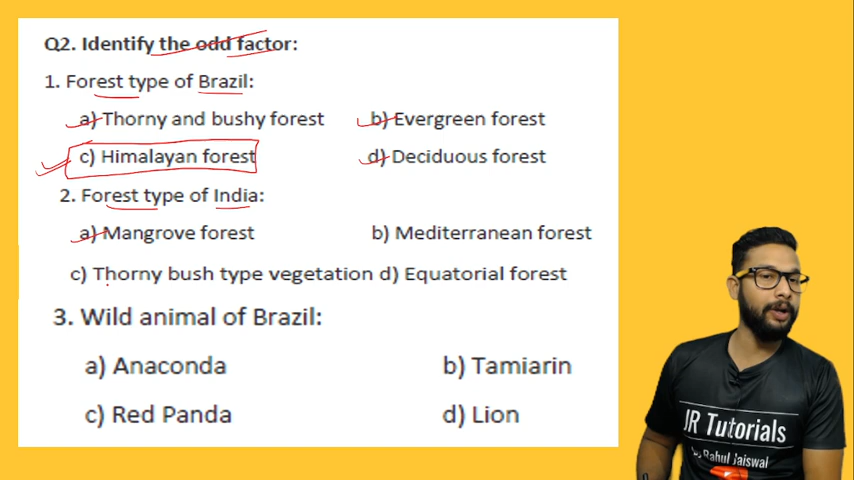 Q2. Identify the odd factor:
1. Forest type of Brazil:
a) Thorny and bushy forest b) Evergreen forest
c) Himalayan forest d) Deciduous forest
2. Forest type of India:
a) Mangrove forest b) Mediterranean forest
c) Thorny bush type vegetation d) Equatorial forest
3. Wild animal of Brazil:
a) Anaconda b) Tamiarin
c) Red Panda d) Lion
JR Tutorials
By Rahul Jaiswal